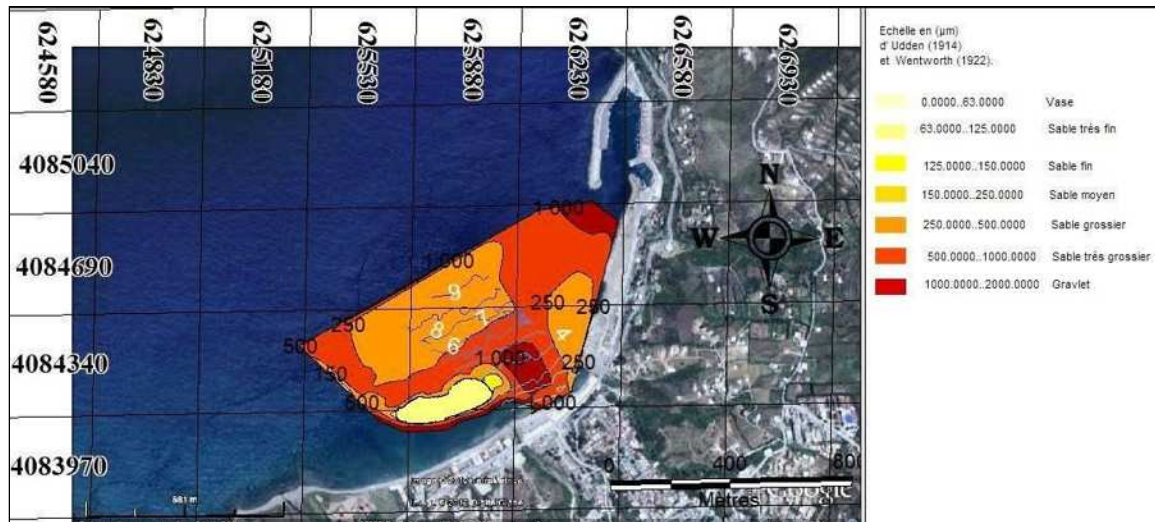 624580
624830
625180
625530
625880
626230
626580
626930
4085040
4084690
4084340
4083970
1 000
1 000
250
500
150
500
250
250
250
1 000
1 000
9
8
7
6
4
N
W E
S
0 400 800
Mètres
Echelle en (µm)
d' Udden (1914)
et Wentworth (1922).
0.0000..63.0000 Vase
63.0000..125.0000 Sable trés fin
125.0000..150.0000 Sable fin
150.0000..250.0000 Sable moyen
250.0000..500.0000 Sable grossier
500.0000..1000.0000 Sable trés grossier
1000.0000..2000.0000 Gravlet